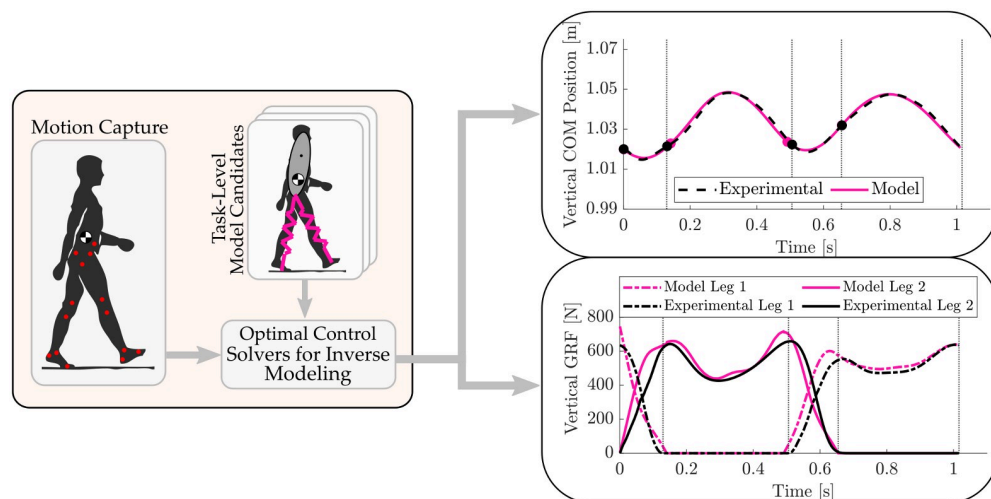 Motion Capture
Task-Level
Model Candidates
Optimal Control
Solvers for Inverse
Modeling
Vertical COM Position [m]
1.07
1.05
1.03
1.01
0.99
Experimental
Model
0
0.2
0.4
0.6
0.8
1
Time [s]
Model Leg 1
Model Leg 2
Experimental Leg 1
Experimental Leg 2
Vertical GRF [N]
800
600
400
200
0
0
0.2
0.4
0.6
0.8
1
Time [s]